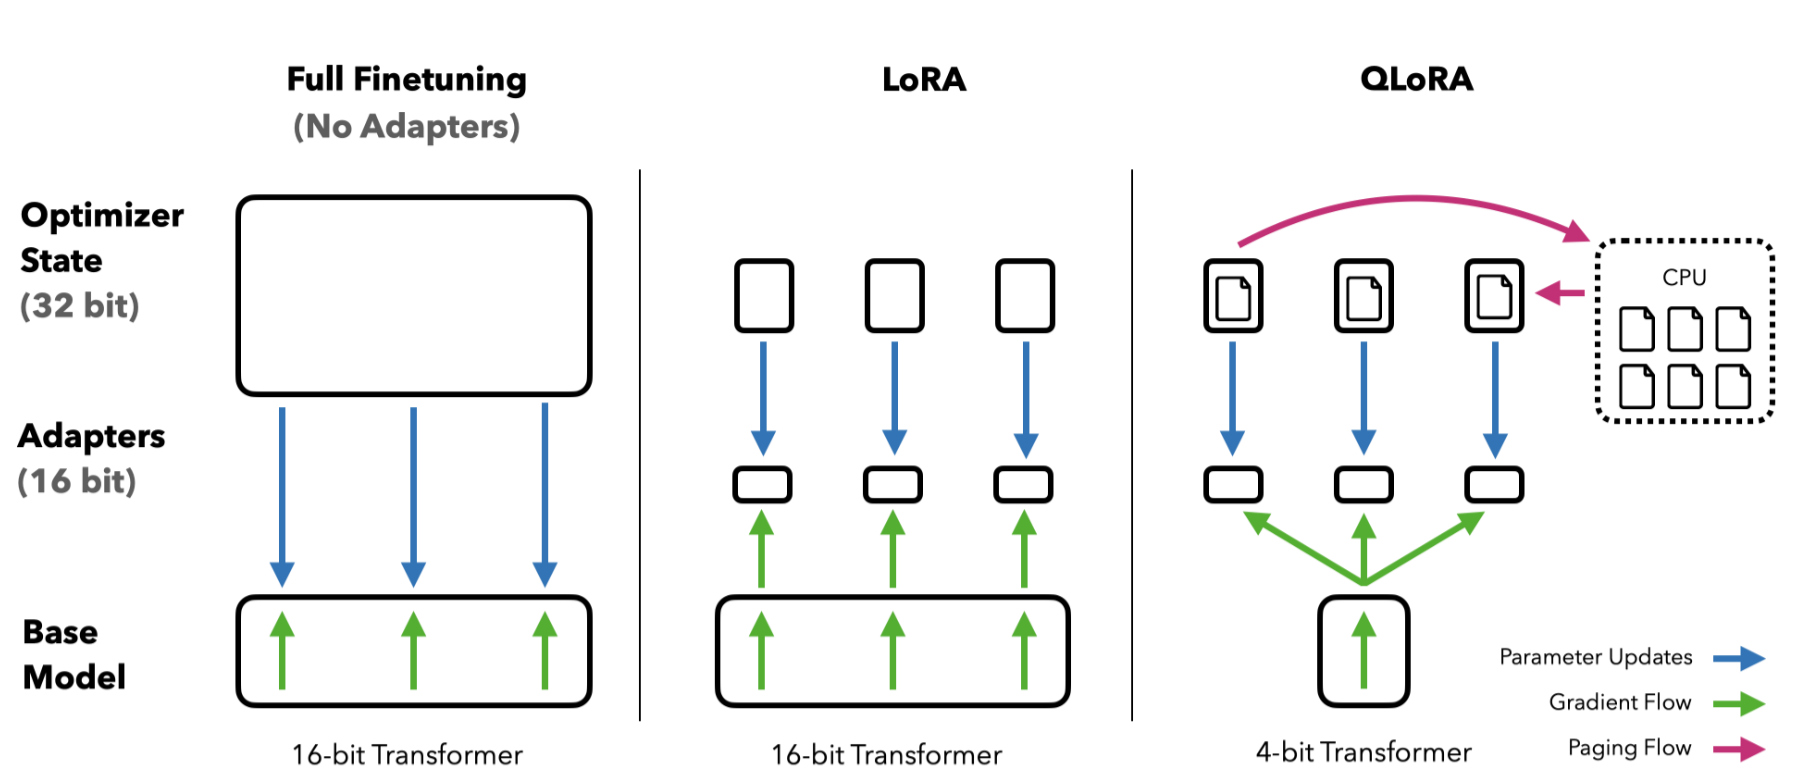 Full Finetuning
(No Adapters)
LoRA
QLoRA
Optimizer
State
(32 bit)
CPU
Adapters
(16 bit)
Base
Model
Parameter Updates
Gradient Flow
Paging Flow
16-bit Transformer
16-bit Transformer
4-bit Transformer